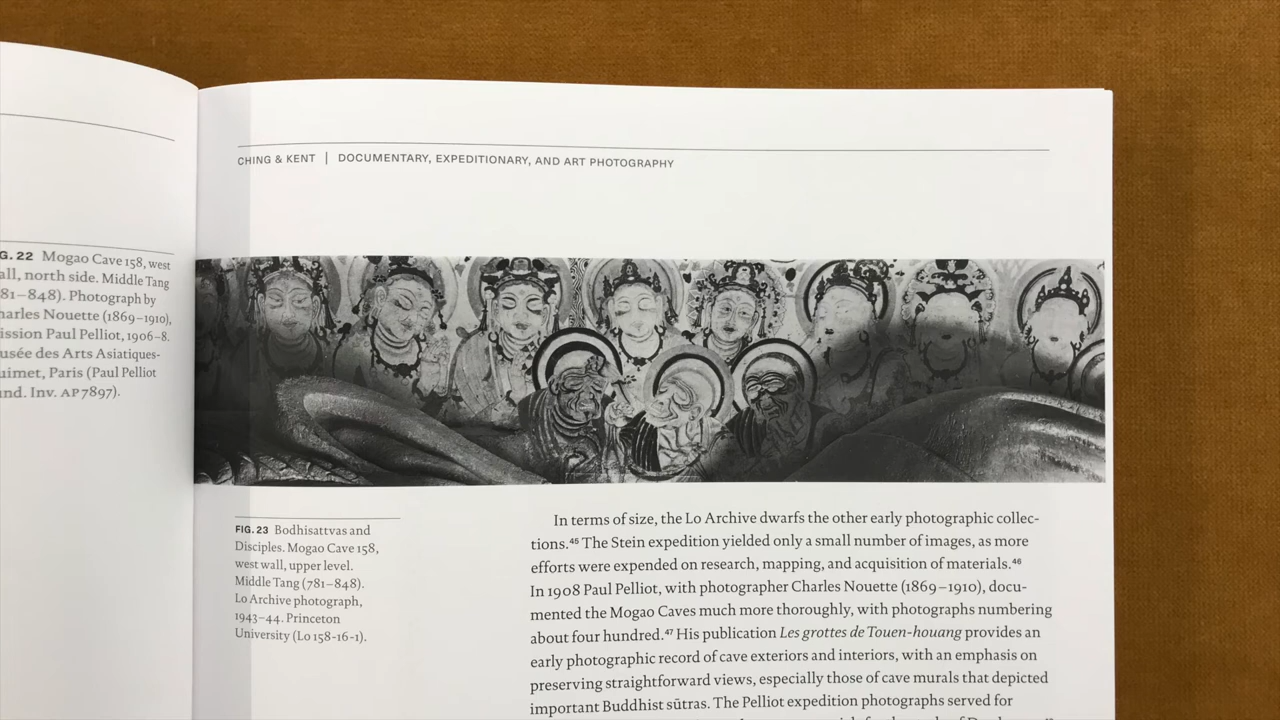 G. 22 Mogao Cave 158, west
all, north side. Middle Tang
81–848). Photograph by
harles Nouette (1869–1910),
ission Paul Pelliot, 1906–8.
usée des Arts Asiatiques-
uimet, Paris (Paul Pelliot
nd. Inv. AP 7897).
CHING & KENT | DOCUMENTARY, EXPEDITIONARY, AND ART PHOTOGRAPHY
FIG. 23 Bodhisattvas and
Disciples. Mogao Cave 158,
west wall, upper level.
Middle Tang (781–848).
Lo Archive photograph,
1943–44. Princeton
University (Lo 158-16-1).
In terms of size, the Lo Archive dwarfs the other early photographic collec-
tions.45 The Stein expedition yielded only a small number of images, as more
efforts were expended on research, mapping, and acquisition of materials.46
In 1908 Paul Pelliot, with photographer Charles Nouette (1869–1910), docu-
mented the Mogao Caves much more thoroughly, with photographs numbering
about four hundred.47 His publication Les grottes de Touen-houang provides an
early photographic record of cave exteriors and interiors, with an emphasis on
preserving straightforward views, especially those of cave murals that depicted
important Buddhist sūtras. The Pelliot expedition photographs served for